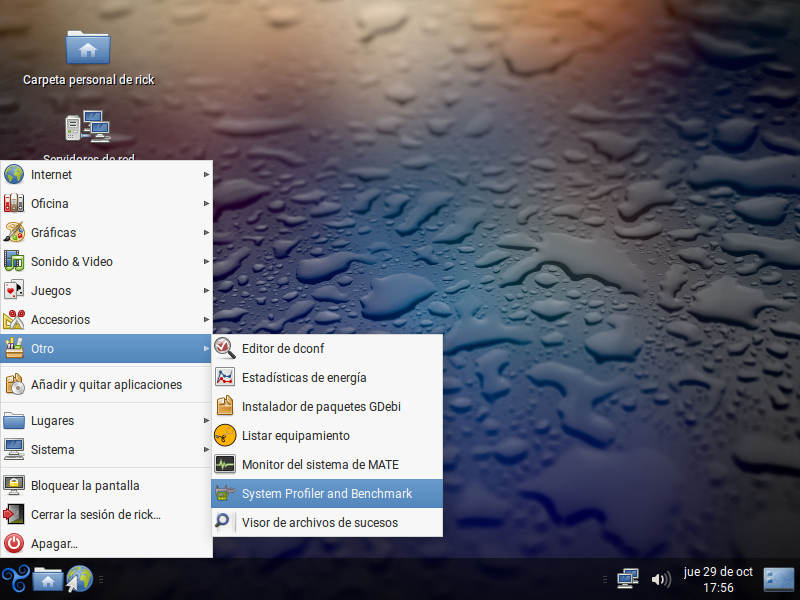 Carpeta personal de rick
Servidores de red
Internet
Oficina
Gráficas
Sonido & Video
Juegos
Accesorios
Otro
Añadir y quitar aplicaciones
Lugares
Sistema
Bloquear la pantalla
Cerrar la sesión de rick...
Apagar...
Editor de dconf
Estadísticas de energía
Instalador de paquetes GDebi
Listar equipamiento
Monitor del sistema de MATE
System Profiler and Benchmark
Visor de archivos de sucesos
jue 29 de oct
17:56